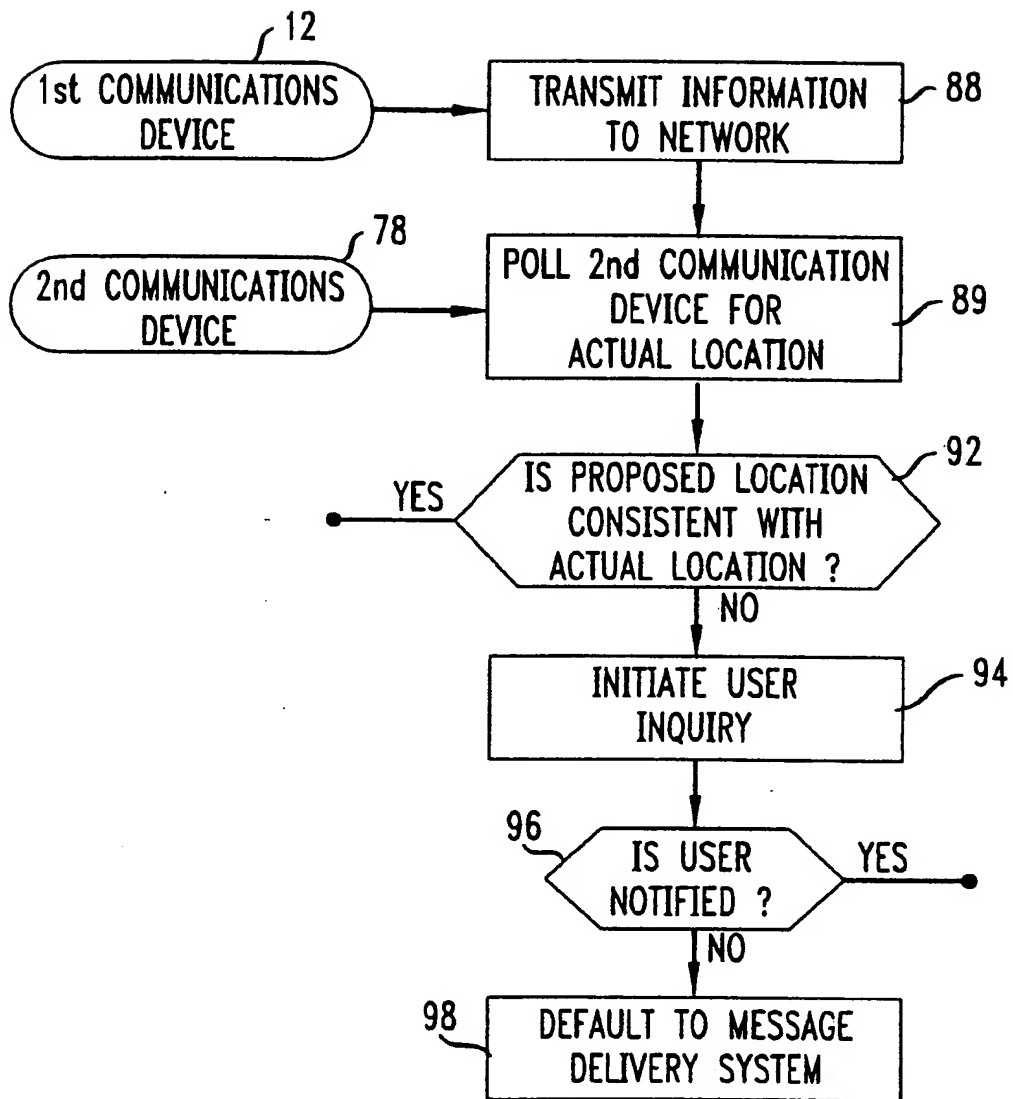 12
1st COMMUNICATIONS
DEVICE
TRANSMIT INFORMATION
TO NETWORK
88
78
2nd COMMUNICATIONS
DEVICE
POLL 2nd COMMUNICATION
DEVICE FOR
ACTUAL LOCATION
89
92
YES
IS PROPOSED LOCATION
CONSISTENT WITH
ACTUAL LOCATION ?
NO
INITIATE USER
INQUIRY
94
96
IS USER
NOTIFIED ?
YES
NO
98
DEFAULT TO MESSAGE
DELIVERY SYSTEM